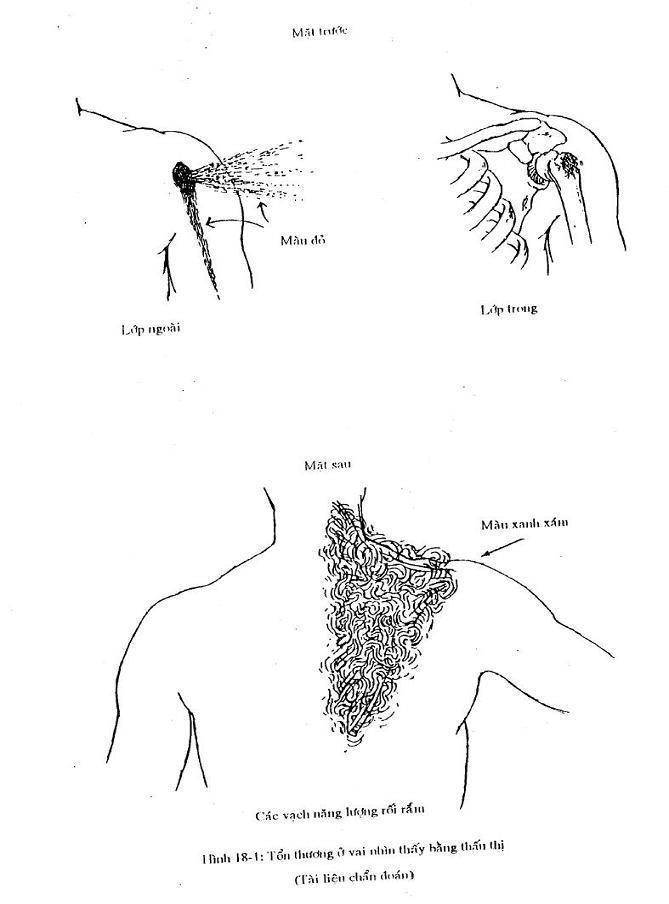 Mặt trước
Màu đỏ
Lớp ngoài
Lớp trong
Mặt sau
Màu xanh xám
Các vạch năng lượng rối rắm
Hình 18-1: Tổn thương ở vai nhìn thấy bằng thấu thị
(Tài liệu chẩn đoán)